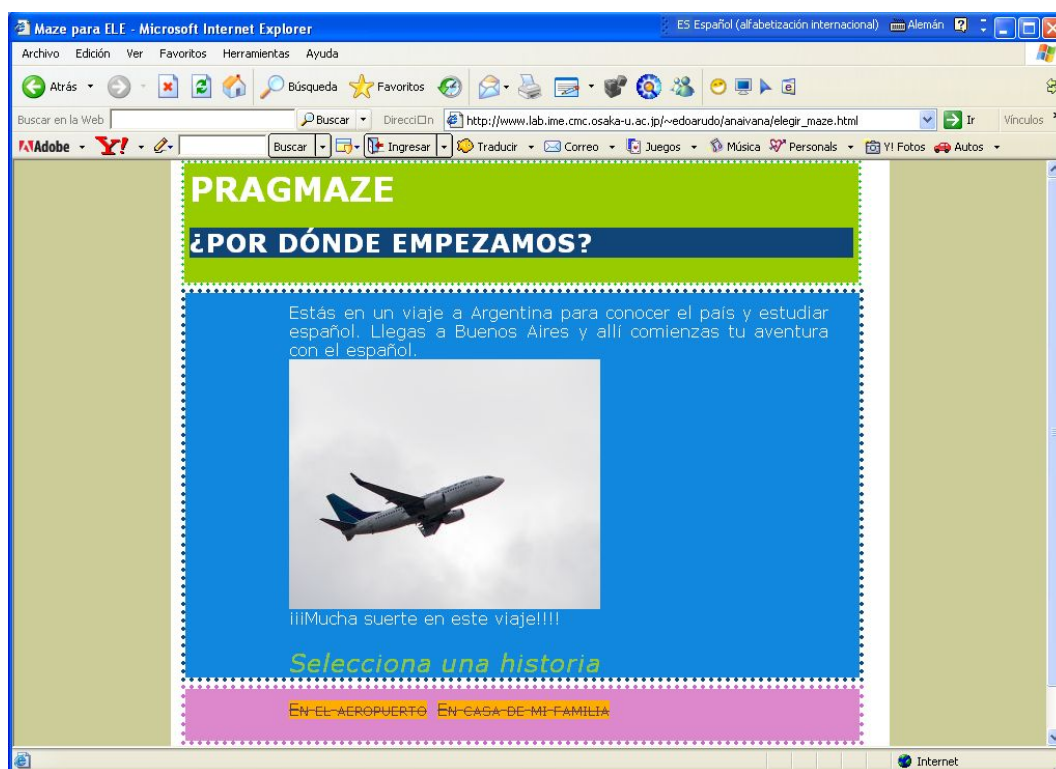 Maze para ELE - Microsoft Internet Explorer
ES Español (alfabetización internacional) Alemán
Archivo Edición Ver Favoritos Herramientas Ayuda
Atrás Búsqueda Favoritos
Buscar en la Web Buscar Direcci□n http://www.lab.ime.cmc.osaka-u.ac.jp/~edoarudo/anaivana/elegir_maze.html Ir Vínculos
Adobe Y! Buscar Ingresar Traducir Correo Juegos Música Personals Y! Fotos Autos
PRAGMAZE
¿POR DÓNDE EMPEZAMOS?
Estás en un viaje a Argentina para conocer el país y estudiar
español. Llegas a Buenos Aires y allí comienzas tu aventura
con el español.
¡¡¡Mucha suerte en este viaje!!!!
Selecciona una historia
EN EL AEROPUERTO EN CASA DE MI FAMILIA
Internet